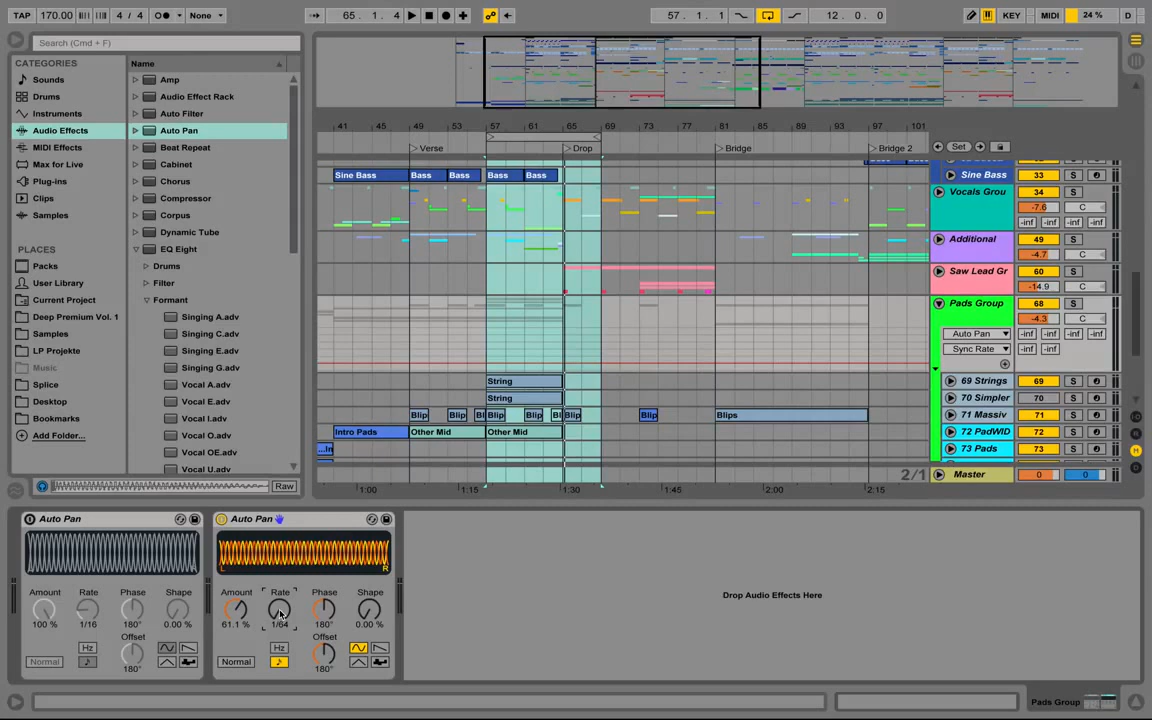 TAP 170.00 4 / 4 None 65. 1. 4 57. 1. 1 12. 0. 0 KEY MIDI 24 % D
Search (Cmd + F)
CATEGORIES
Sounds
Drums
Instruments
Audio Effects
MIDI Effects
Max for Live
Plug-ins
Clips
Samples
PLACES
Packs
User Library
Current Project
Deep Premium Vol. 1
Samples
LP Projekte
Music
Splice
Desktop
Bookmarks
Add Folder...
Name
Amp
Audio Effect Rack
Auto Filter
Auto Pan
Beat Repeat
Cabinet
Chorus
Compressor
Corpus
Dynamic Tube
EQ Eight
Drums
Filter
Formant
Singing A.adv
Singing C.adv
Singing E.adv
Singing G.adv
Vocal A.adv
Vocal E.adv
Vocal I.adv
Vocal O.adv
Vocal OE.adv
Vocal U.adv
Raw
41 45 49 53 57 61 65 69 73 77 81 85 89 93 97 101
Set
Verse Drop Bridge Bridge 2
Sine Bass Bass Bass Bass Bass
Sine Bass 33 S
Vocals Grou 34 S
-7.6 C
-inf -inf -inf -inf
Additional 49 S
-4.7 C
Saw Lead Gr 60 S
-14.9 C
Pads Group 68 S
-4.3 C
Auto Pan -inf -inf -inf -inf
Sync Rate -inf -inf
String 69 Strings 69 S
String 70 Simpler 70 S
Blip Blip Bl Blip Blip Bl Blip Blip Blips 71 Massiv 71 S
Intro Pads Other Mid Other Mid 72 PadWID 72 S
...In 73 Pads 73 S
2/1 Master 0 0
1:00 1:15 1:30 1:45 2:00 2:15
Auto Pan
L R
Amount Rate Phase Shape
100 % 1/16 180° 0.00 %
Offset
Hz
Normal 180°
Auto Pan
L R
Amount Rate Phase Shape
61.1 % 1/64 180° 0.00 %
Offset
Hz
Normal 180°
Drop Audio Effects Here
Pads Group